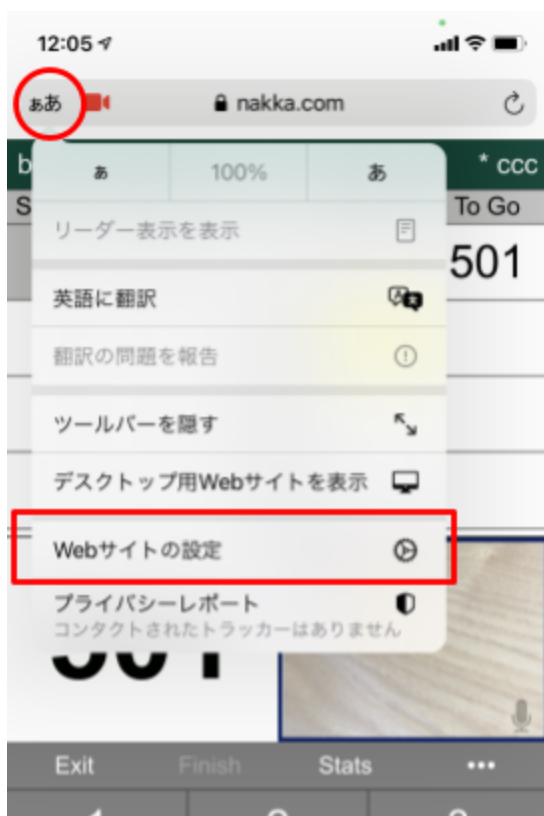 12:05
ぁあ nakka.com
b * ccc
S To Go
あ 100% あ
リーダー表示を表示
501
英語に翻訳
翻訳の問題を報告
ツールバーを隠す
デスクトップ用Webサイトを表示
Webサイトの設定
プライバシーレポート
コンタクトされたトラッカーはありません
Exit Finish Stats •••